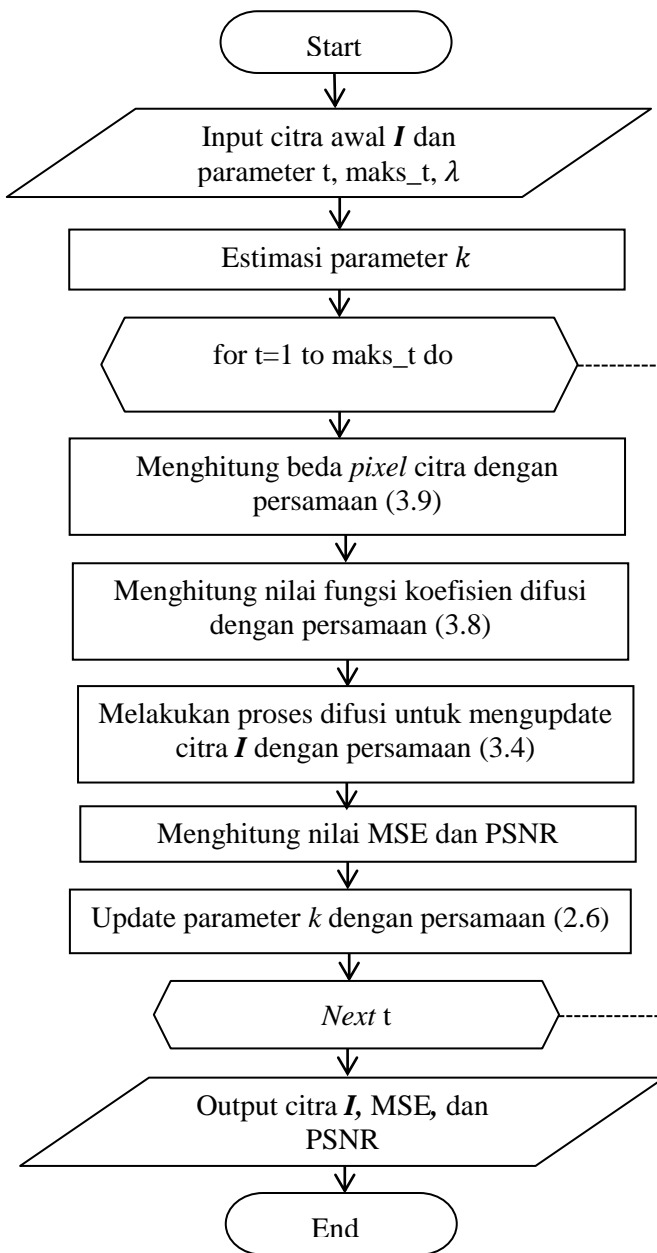 Start
Input citra awal I dan
parameter t, maks_t, λ
Estimasi parameter k
for t=1 to maks_t do
Menghitung beda pixel citra dengan
persamaan (3.9)
Menghitung nilai fungsi koefisien difusi
dengan persamaan (3.8)
Melakukan proses difusi untuk mengupdate
citra I dengan persamaan (3.4)
Menghitung nilai MSE dan PSNR
Update parameter k dengan persamaan (2.6)
Next t
Output citra I, MSE, dan
PSNR
End